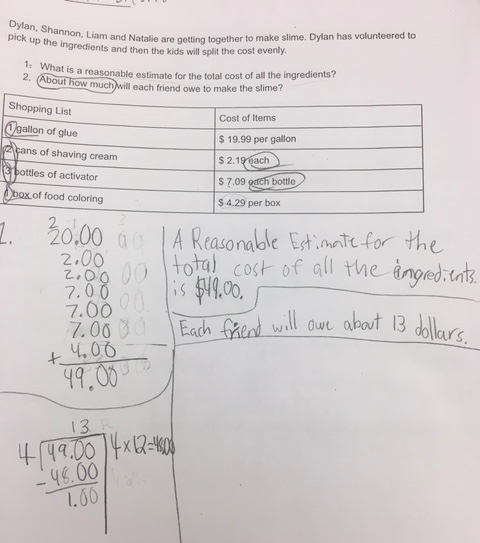 Dylan, Shannon, Liam and Natalie are getting together to make slime. Dylan has volunteered to
pick up the ingredients and then the kids will split the cost evenly.
1. What is a reasonable estimate for the total cost of all the ingredients?
2. About how much will each friend owe to make the slime?
Shopping List Cost of Items
1 gallon of glue $ 19.99 per gallon
2 cans of shaving cream $ 2.19 each
3 bottles of activator $ 7.09 each bottle
1 box of food coloring $ 4.29 per box
1.
2
20.00
2.00
2.00
7.00
7.00
7.00
+ 4.00
49.00
A Reasonable Estimate for the
total cost of all the ingredients.
is $49.00.
Each friend will owe about 13 dollars.
13
4 49.00 4x12=48.00
- 48.00
1.00